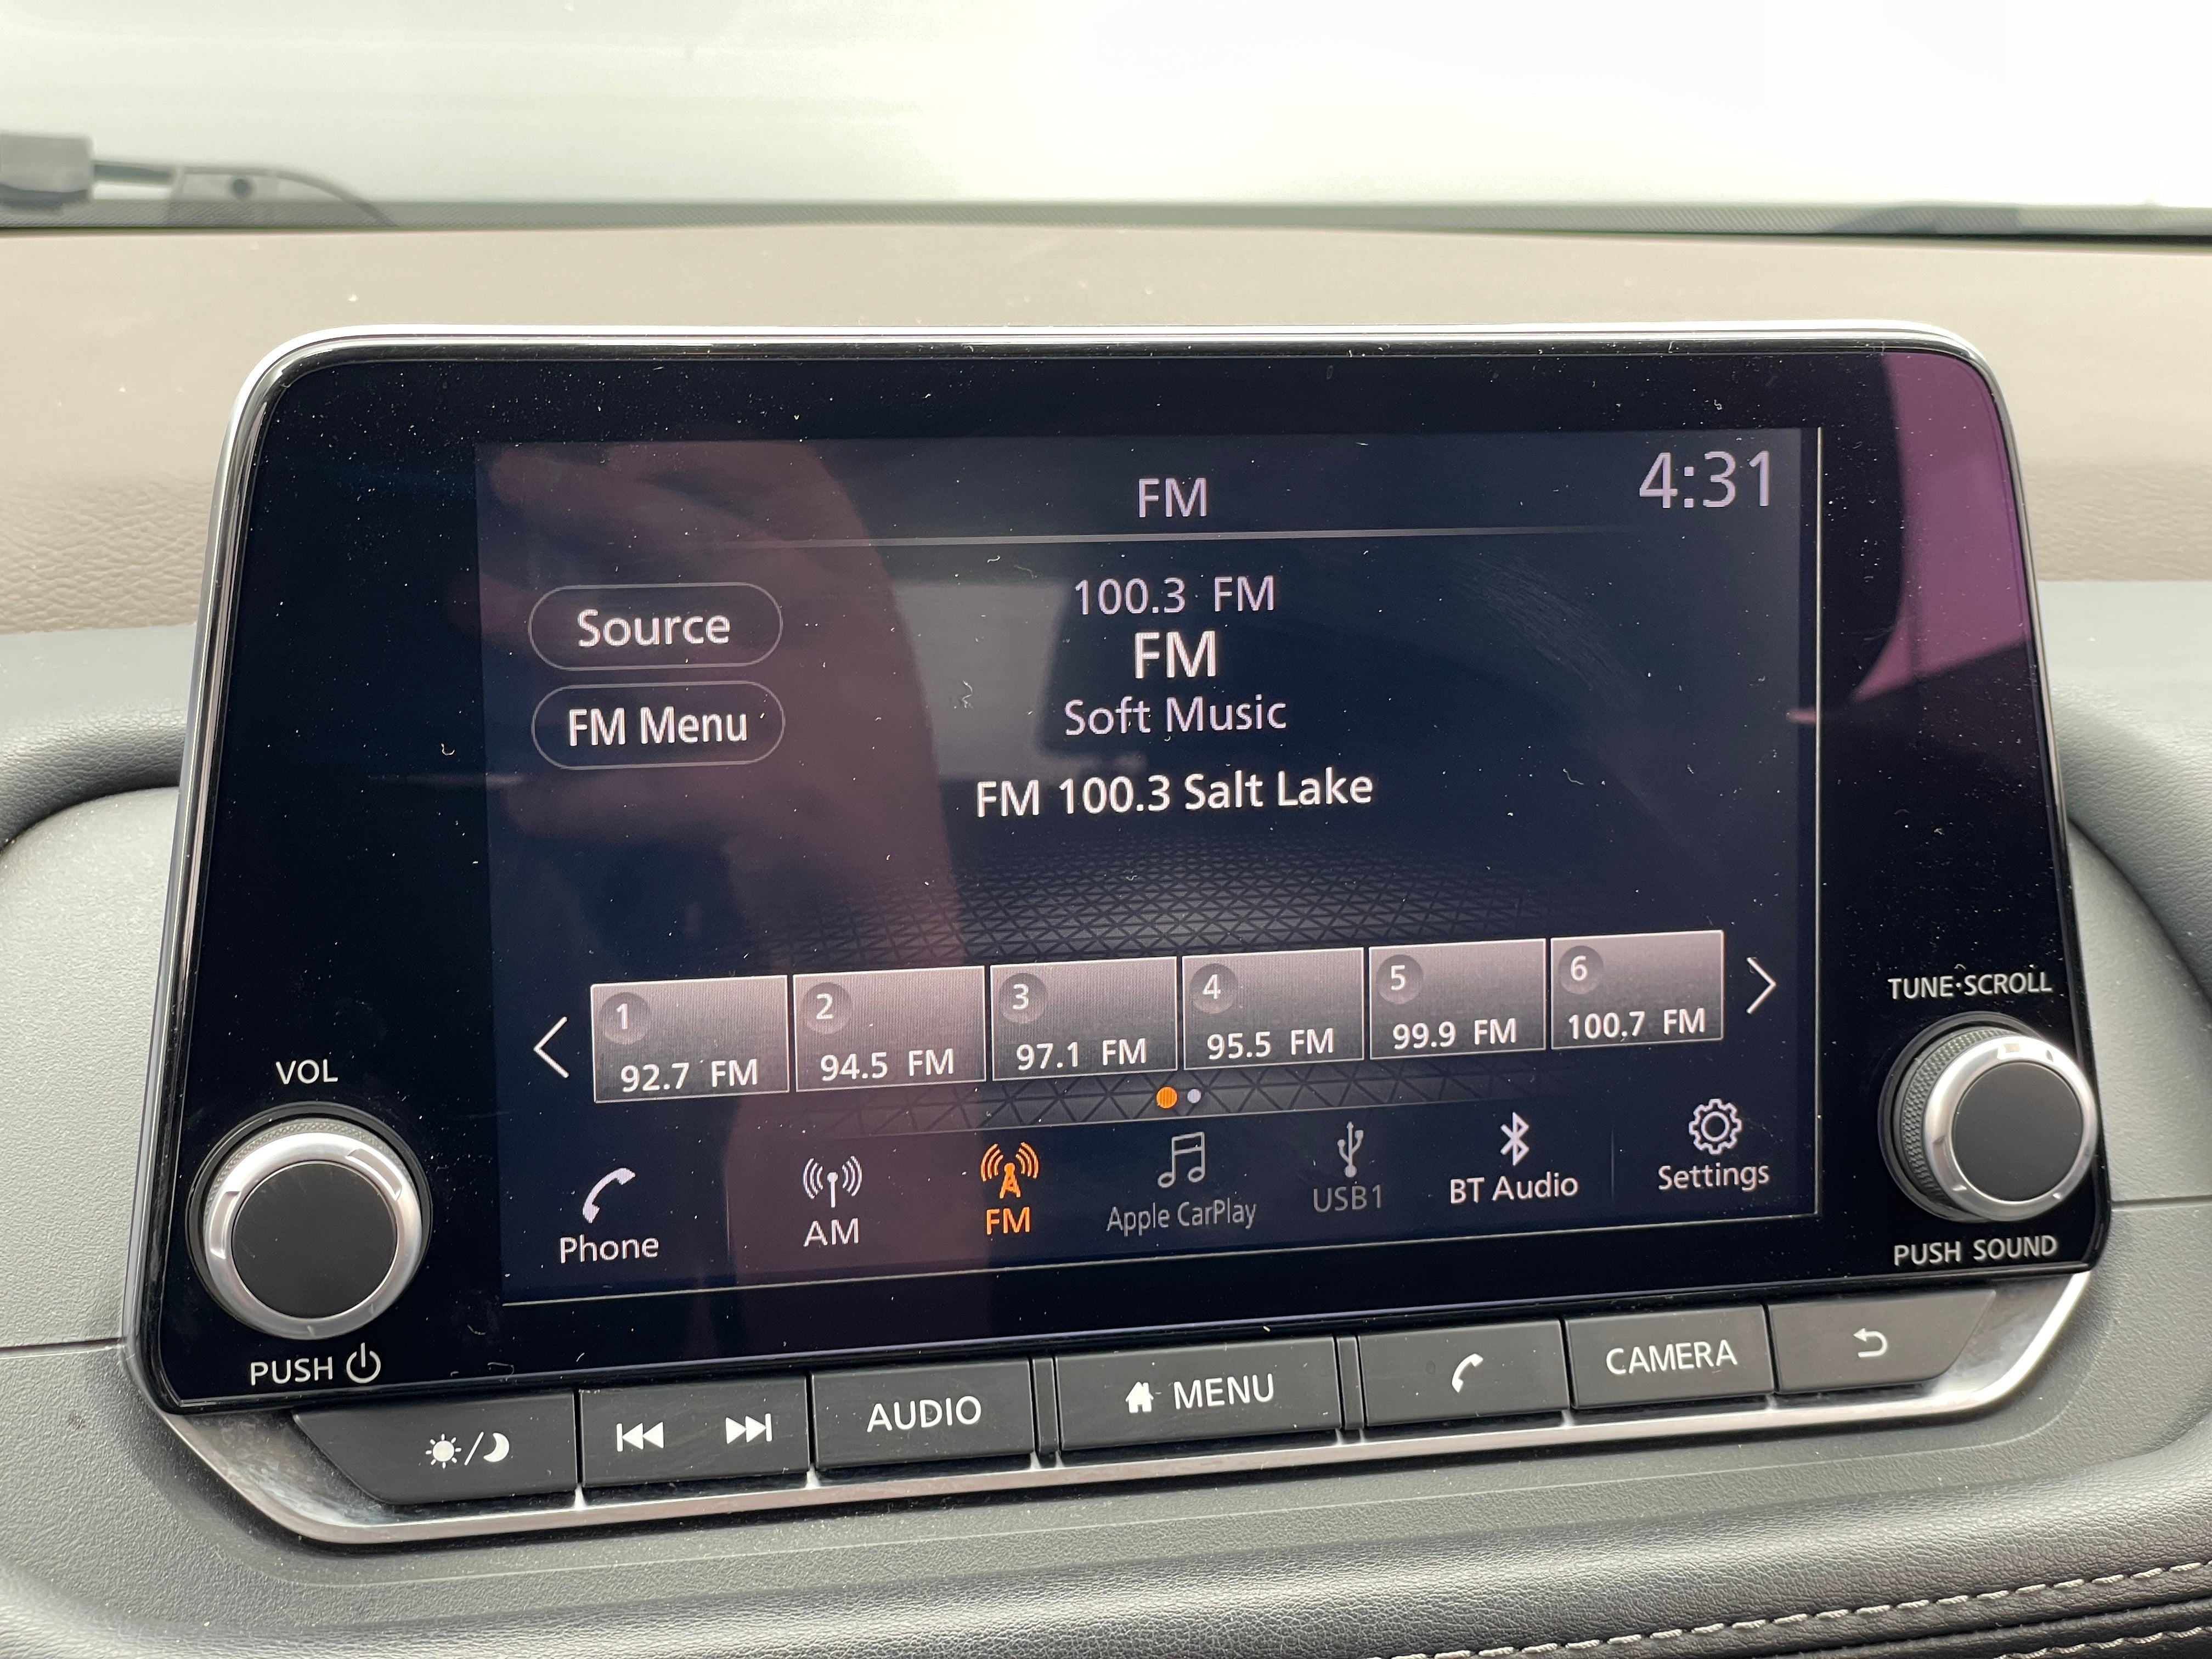 FM
4:31
Source
FM Menu
100.3 FM
FM
Soft Music
FM 100.3 Salt Lake
1
92.7 FM
2
94.5 FM
3
97.1 FM
4
95.5 FM
5
99.9 FM
6
100.7 FM
Phone
AM
FM
Apple CarPlay
USB1
BT Audio
Settings
VOL
PUSH
TUNE·SCROLL
PUSH SOUND
AUDIO
MENU
CAMERA